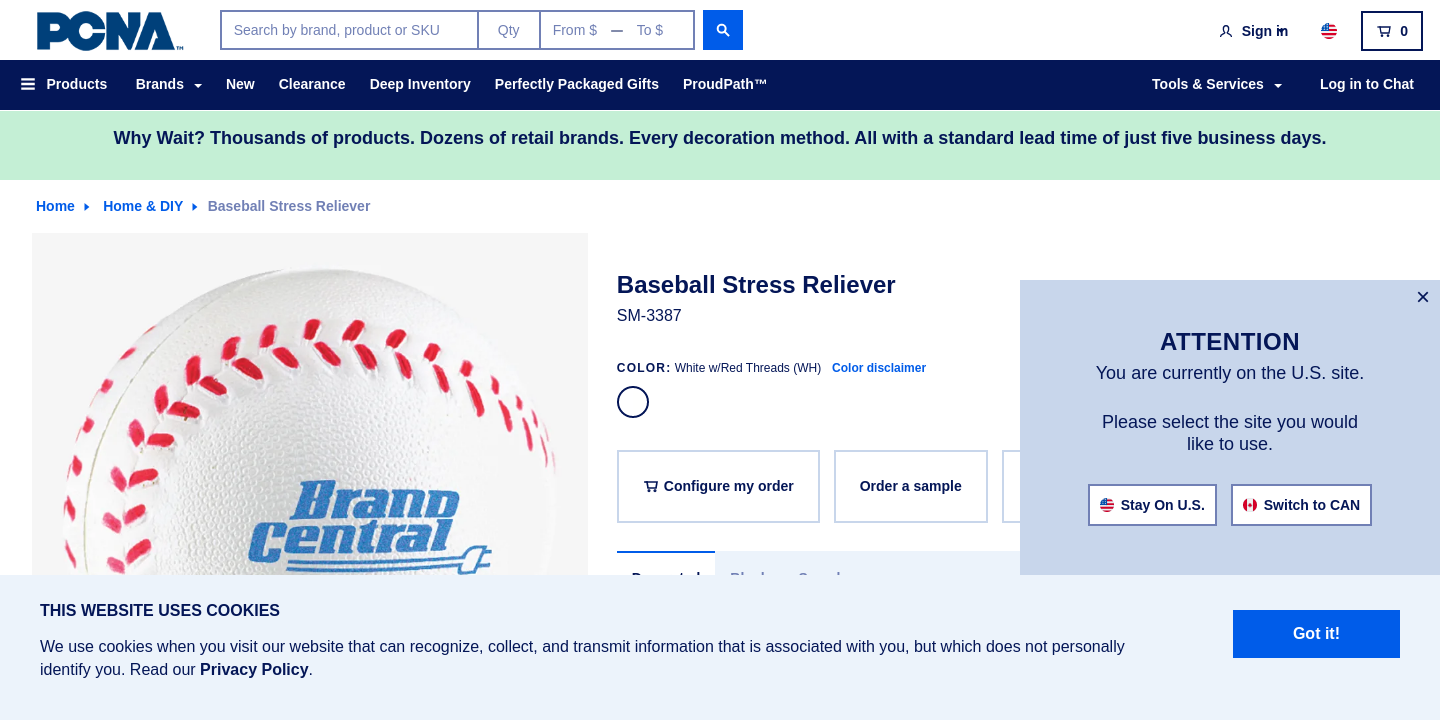 PCNA™
Search by brand, product or SKU
Qty
From $ — To $
Sign in
0
Products
Brands
New
Clearance
Deep Inventory
Perfectly Packaged Gifts
ProudPath™
Tools & Services
Log in to Chat
Why Wait? Thousands of products. Dozens of retail brands. Every decoration method. All with a standard lead time of just five business days.
Home
Home & DIY
Baseball Stress Reliever
Brand
Central
Baseball Stress Reliever
SM-3387
COLOR: White w/Red Threads (WH) Color disclaimer
Configure my order
Order a sample
×
ATTENTION
You are currently on the U.S. site.
Please select the site you would
like to use.
Stay On U.S.
Switch to CAN
THIS WEBSITE USES COOKIES
We use cookies when you visit our website that can recognize, collect, and transmit information that is associated with you, but which does not personally
identify you. Read our Privacy Policy.
Got it!